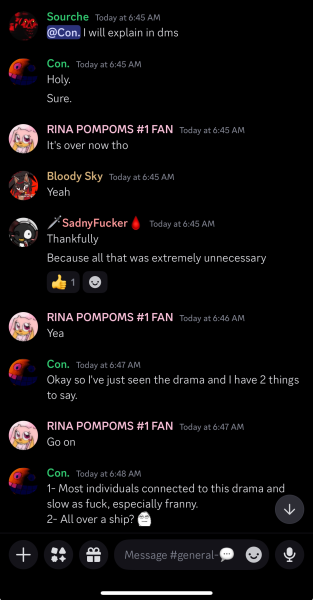 Sourche Today at 6:45 AM
@Con. I will explain in dms
Con. Today at 6:45 AM
Holy.
Sure.
RINA POMPOMS #1 FAN Today at 6:45 AM
It's over now tho
Bloody Sky Today at 6:45 AM
Yeah
🗡️SadnyFucker🩸 Today at 6:45 AM
Thankfully
Because all that was extremely unnecessary
👍 1
RINA POMPOMS #1 FAN Today at 6:46 AM
Yea
Con. Today at 6:47 AM
Okay so I've just seen the drama and I have 2 things
to say.
RINA POMPOMS #1 FAN Today at 6:47 AM
Go on
Con. Today at 6:48 AM
1- Most individuals connected to this drama and
slow as fuck, especially franny.
2- All over a ship? 🗿
Message #general-💬